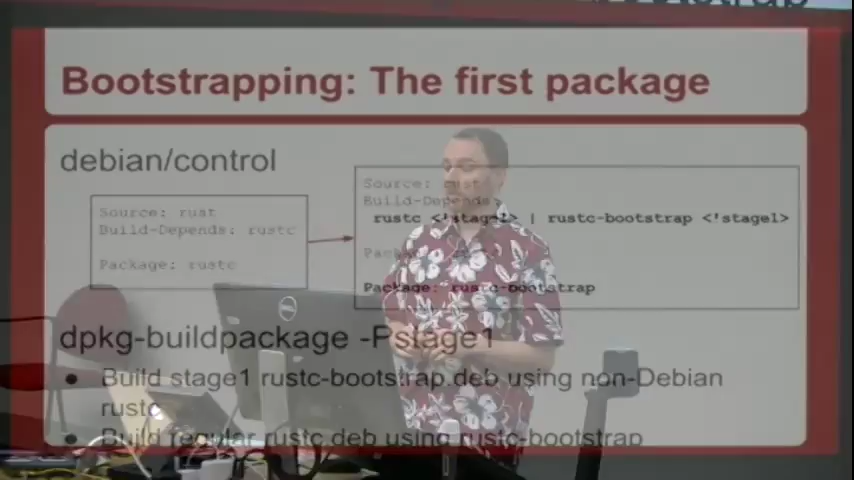 Bootstrapping: The first package
debian/control
Source: rust
Build-Depends: rustc
Package: rustc
Source: rust
Build-Depends:
rustc <!stage1> | rustc-bootstrap <!stage1>
Package:
Package: rustc-bootstrap
dpkg-buildpackage -Pstage1
• Build stage1 rustc-bootstrap.deb using non-Debian
rustc
• Build regular rustc.deb using rustc-bootstrap
DELL